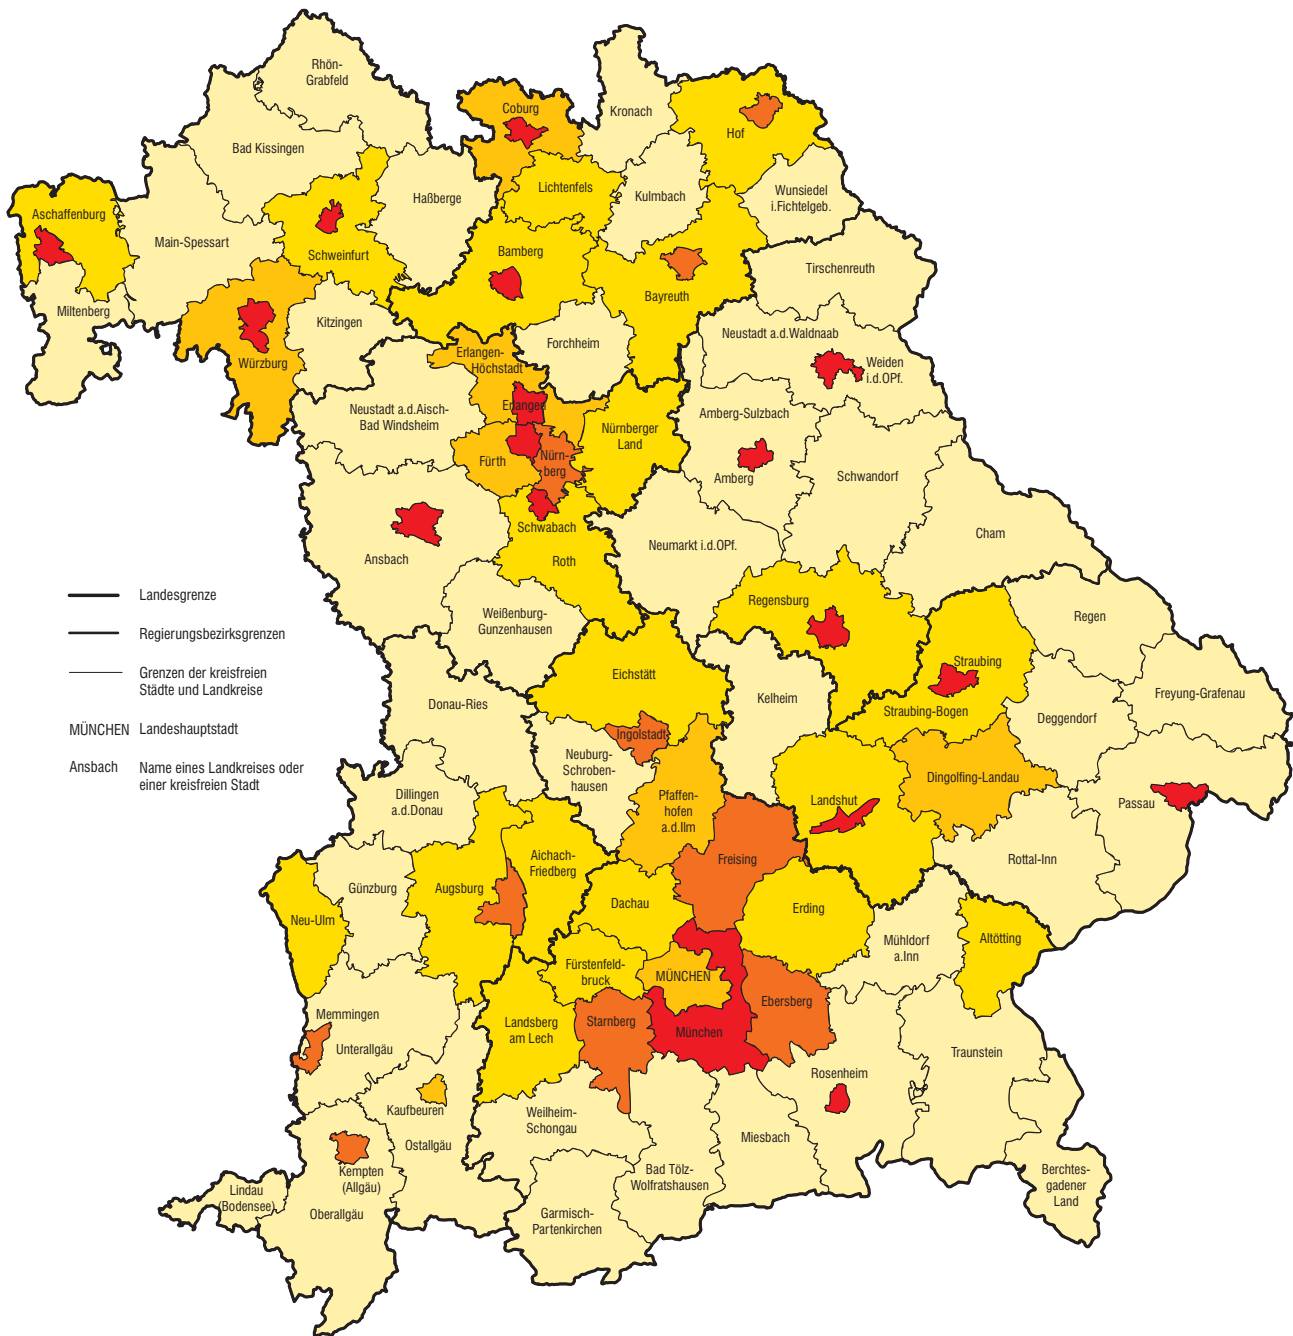 Rhön-
Grabfeld
Coburg
Kronach
Hof
Bad Kissingen
Lichtenfels
Kulmbach
Wunsiedel
i.Fichtelgeb.
Haßberge
Aschaffenburg
Main-Spessart
Schweinfurt
Bamberg
Bayreuth
Tirschenreuth
Miltenberg
Kitzingen
Forchheim
Neustadt a.d.Waldnaab
Würzburg
Erlangen-
Höchstadt
Weiden
i.d.OPf.
Neustadt a.d.Aisch-
Bad Windsheim
Erlangen
Nürnberger
Land
Amberg-Sulzbach
Fürth
Nürn-
berg
Amberg
Schwandorf
Schwabach
Ansbach
Roth
Neumarkt i.d.OPf.
Cham
Landesgrenze
Regierungsbezirksgrenzen
Grenzen der kreisfreien
Städte und Landkreise
MÜNCHEN
Landeshauptstadt
Ansbach
Name eines Landkreises oder
einer kreisfreien Stadt
Weißenburg-
Gunzenhausen
Regensburg
Regen
Eichstätt
Straubing
Kelheim
Straubing-Bogen
Deggendorf
Freyung-Grafenau
Donau-Ries
Ingolstadt
Neuburg-
Schroben-
hausen
Dingolfing-Landau
Dillingen
a.d.Donau
Pfaffen-
hofen
a.d.Ilm
Landshut
Passau
Aichach-
Friedberg
Freising
Rottal-Inn
Günzburg
Augsburg
Neu-Ulm
Dachau
Erding
Mühldorf
a.Inn
Altötting
Fürstenfeld-
bruck
MÜNCHEN
Ebersberg
Memmingen
Unterallgäu
Landsberg
am Lech
Starnberg
München
Traunstein
Rosenheim
Kaufbeuren
Ostallgäu
Weilheim-
Schongau
Miesbach
Kempten
(Allgäu)
Bad Tölz-
Wolfratshausen
Berchtes-
gadener
Land
Lindau
(Bodensee)
Oberallgäu
Garmisch-
Partenkirchen